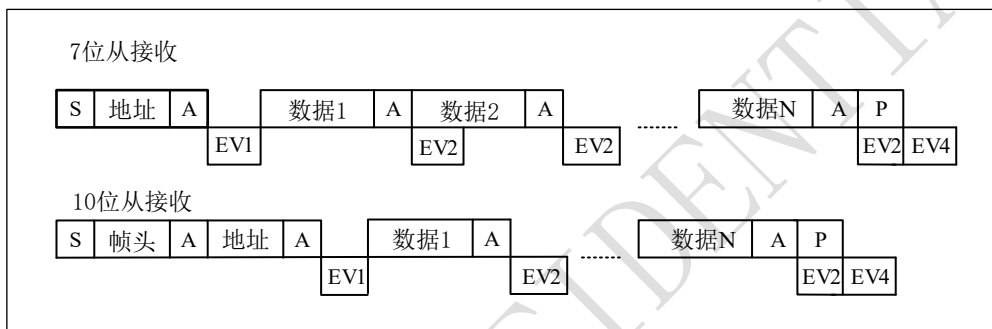 7位从接收
S 地址 A 数据1 A 数据2 A ........ 数据N A P
EV1 EV2 EV2 EV2 EV4
10位从接收
S 帧头 A 地址 A 数据1 A ........ 数据N A P
EV1 EV2 EV2 EV4
IDENTIA